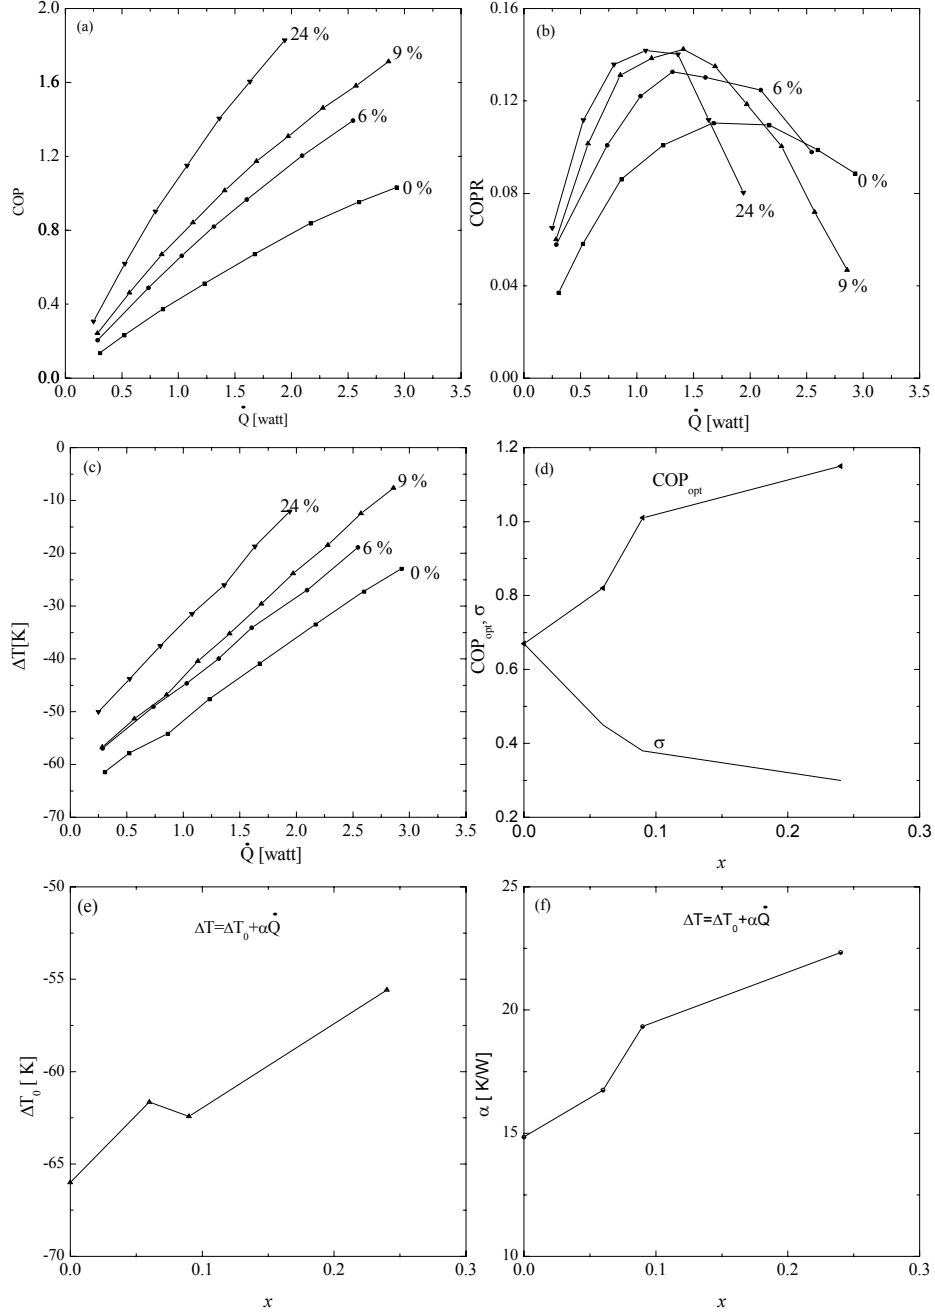 (a)
24 %
9 %
6 %
0 %
COP
2.0
1.6
1.2
0.8
0.4
0.0
0.0 0.5 1.0 1.5 2.0 2.5 3.0 3.5
Q̇ [watt]
(b)
6 %
0 %
24 %
9 %
COPR
0.16
0.12
0.08
0.04
0.00
0.0 0.5 1.0 1.5 2.0 2.5 3.0 3.5
Q̇ [watt]
(c)
24 %
9 %
6 %
0 %
ΔT[K]
0
-10
-20
-30
-40
-50
-60
-70
0.0 0.5 1.0 1.5 2.0 2.5 3.0 3.5
Q̇ [watt]
(d)
COPopt
σ
COPopt, σ
1.2
1.0
0.8
0.6
0.4
0.2
0.0 0.1 0.2 0.3
x
(e)
ΔT=ΔT0+αQ̇
ΔT0 [ K]
-50
-55
-60
-65
-70
0.0 0.1 0.2 0.3
x
(f)
ΔT=ΔT0+αQ̇
α [ K/W]
25
20
15
10
0.0 0.1 0.2 0.3
x